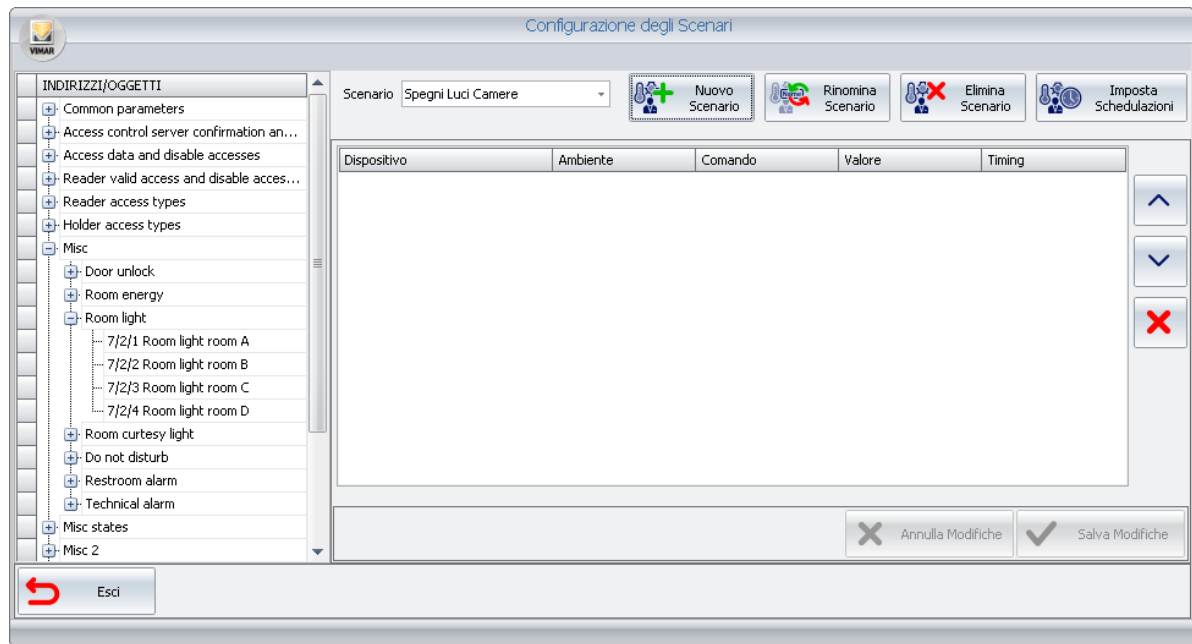 Configurazione degli Scenari
VIMAR
INDIRIZZI/OGGETTI
Common parameters
Access control server confirmation an...
Access data and disable accesses
Reader valid access and disable acces...
Reader access types
Holder access types
Misc
Door unlock
Room energy
Room light
7/2/1 Room light room A
7/2/2 Room light room B
7/2/3 Room light room C
7/2/4 Room light room D
Room curtesy light
Do not disturb
Restroom alarm
Technical alarm
Misc states
Misc 2
Scenario Spegni Luci Camere
Nuovo
Scenario
Nome
Rinomina
Scenario
Elimina
Scenario
Imposta
Schedulazioni
Dispositivo Ambiente Comando Valore Timing
Annulla Modifiche Salva Modifiche
Esci